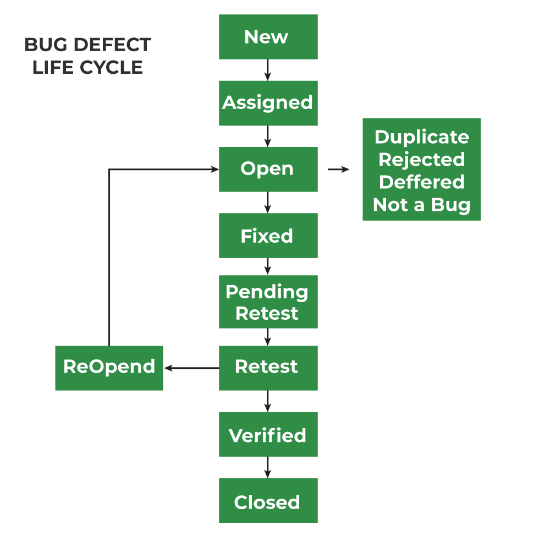 BUG DEFECT
LIFE CYCLE
New
Assigned
Open
Duplicate
Rejected
Deffered
Not a Bug
Fixed
Pending
Retest
ReOpend
Retest
Verified
Closed